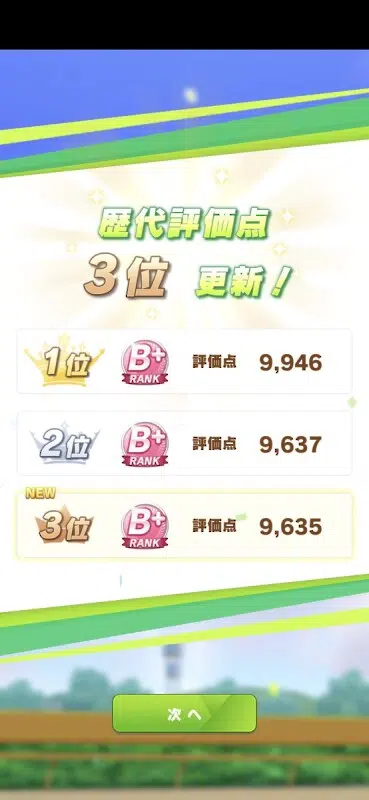 歴代評価点
3位 更新!
1位 B+ RANK 評価点 9,946
2位 B+ RANK 評価点 9,637
NEW
3位 B+ RANK 評価点 9,635
次へ